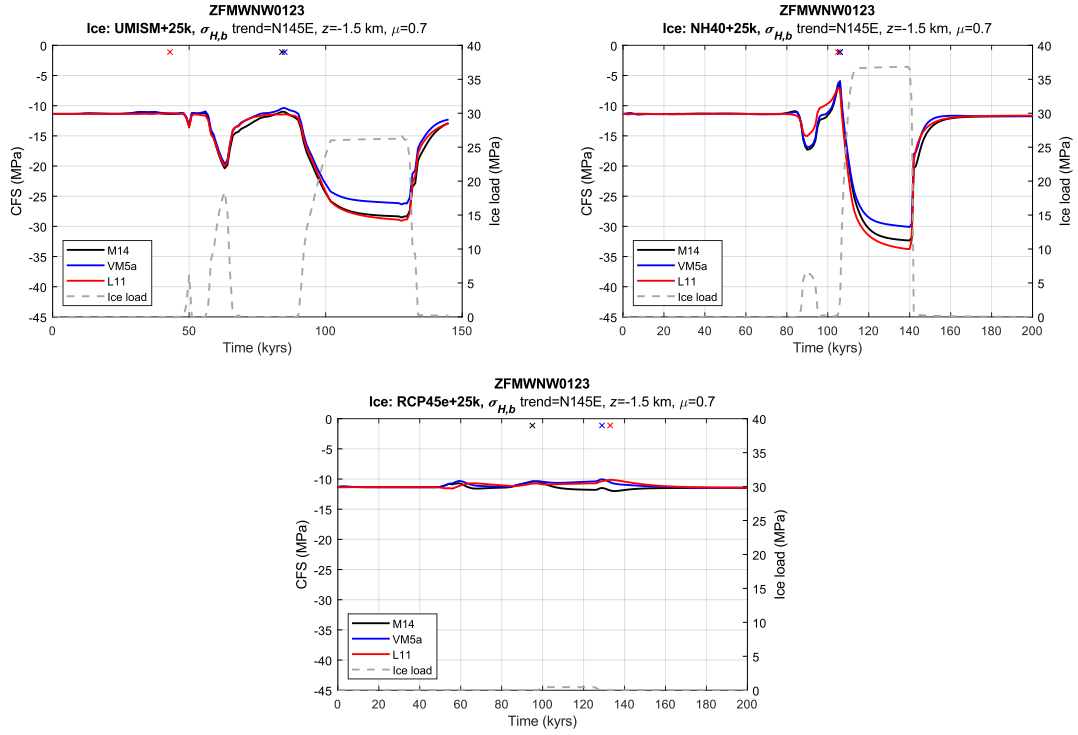 ZFMWNW0123
Ice: UMISM+25k, σH,b trend=N145E, z=-1.5 km, μ=0.7
0
-5
-10
-15
-20
-25
-30
-35
-40
-45
CFS (MPa)
M14
VM5a
L11
Ice load
0
50
100
150
Time (kyrs)
40
35
30
25
20
15
10
5
0
Ice load (MPa)
ZFMWNW0123
Ice: NH40+25k, σH,b trend=N145E, z=-1.5 km, μ=0.7
0
-5
-10
-15
-20
-25
-30
-35
-40
-45
CFS (MPa)
M14
VM5a
L11
Ice load
0 20 40 60 80 100 120 140 160 180 200
Time (kyrs)
40
35
30
25
20
15
10
5
0
Ice load (MPa)
ZFMWNW0123
Ice: RCP45e+25k, σH,b trend=N145E, z=-1.5 km, μ=0.7
0
-5
-10
-15
-20
-25
-30
-35
-40
-45
CFS (MPa)
M14
VM5a
L11
Ice load
0 20 40 60 80 100 120 140 160 180 200
Time (kyrs)
40
35
30
25
20
15
10
5
0
Ice load (MPa)